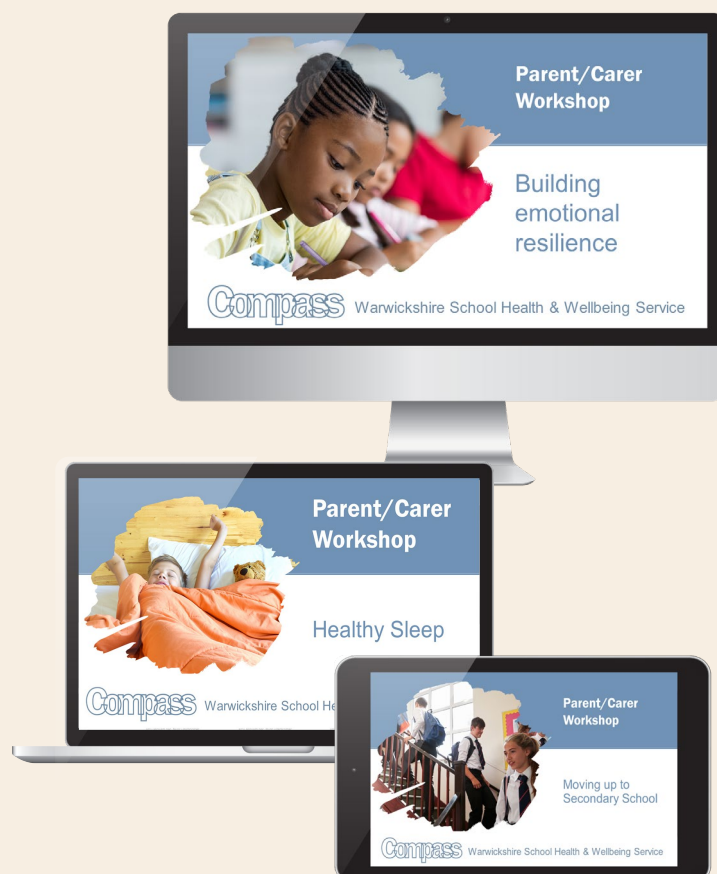 Parent/Carer
Workshop
Building
emotional
resilience
Compass Warwickshire School Health & Wellbeing Service
Parent/Carer
Workshop
Healthy Sleep
Compass Warwickshire School He
Parent/Carer
Workshop
Moving up to
Secondary School
Compass Warwickshire School Health & Wellbeing Service